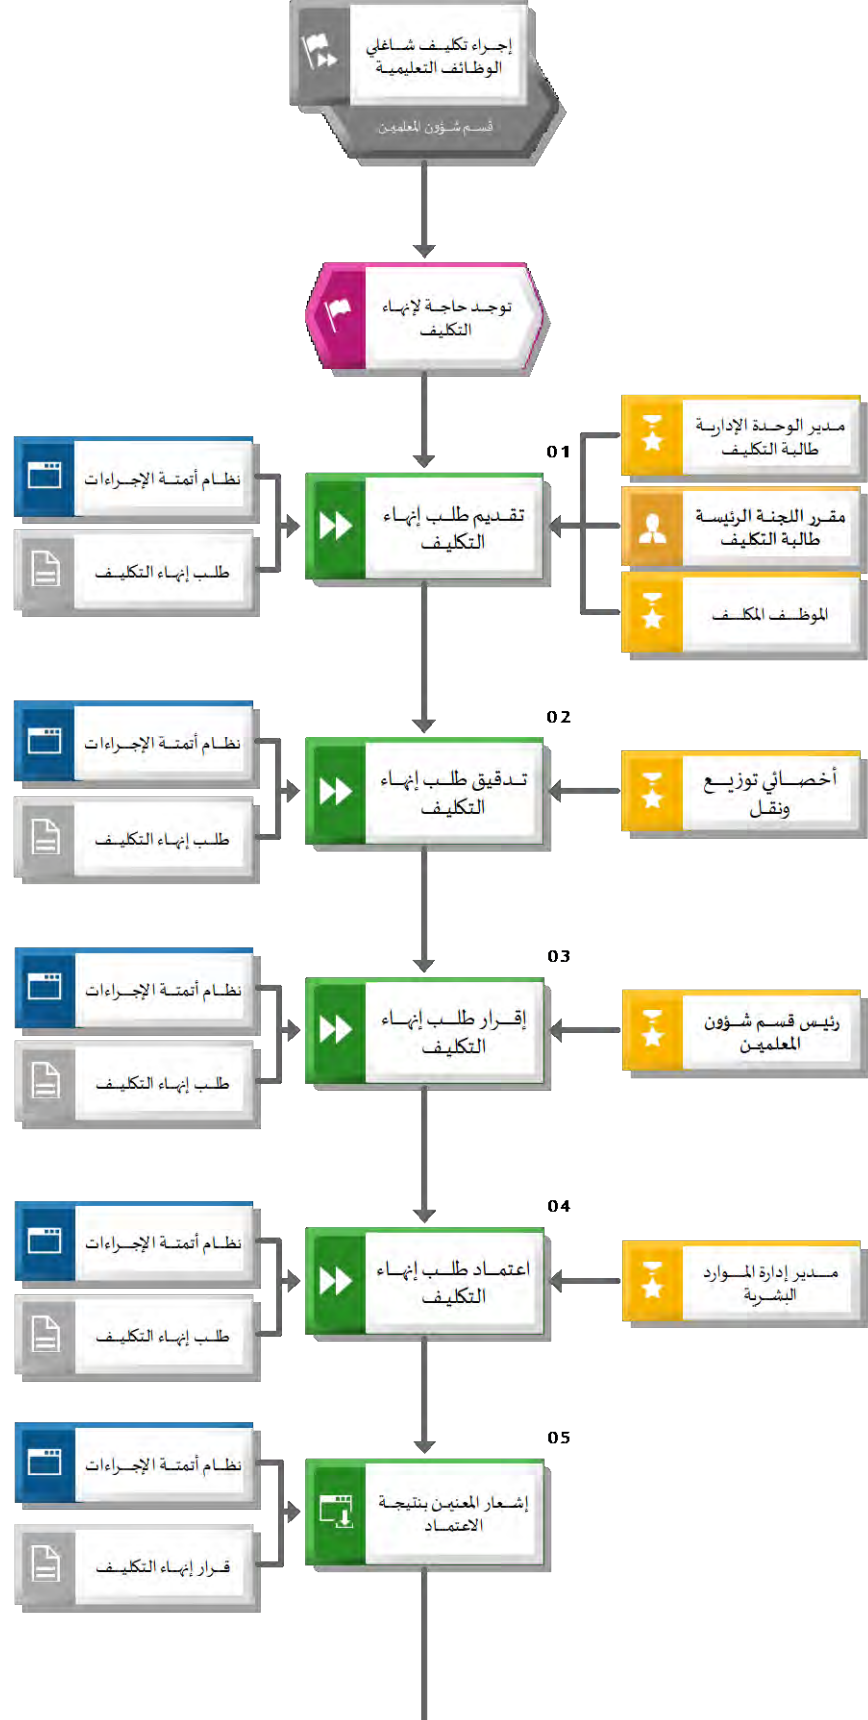 إجراء تكليف شاغلي
الوظائف التعليمية
قسم شؤون المعلمين
توجد حاجة لإنهاء
التكليف
01
مدير الوحدة الإدارية
طالبة التكليف
مقرر اللجنة الرئيسة
طالبة التكليف
الموظف المكلف
تقديم طلب إنهاء
التكليف
نظام أتمتة الإجراءات
طلب إنهاء التكليف
02
أخصائي توزيع
ونقل
تدقيق طلب إنهاء
التكليف
نظام أتمتة الإجراءات
طلب إنهاء التكليف
03
رئيس قسم شؤون
المعلمين
إقرار طلب إنهاء
التكليف
نظام أتمتة الإجراءات
طلب إنهاء التكليف
04
مدير إدارة الموارد
البشرية
اعتماد طلب إنهاء
التكليف
نظام أتمتة الإجراءات
طلب إنهاء التكليف
05
إشعار المعنين بنتيجة
الاعتماد
نظام أتمتة الإجراءات
قرار إنهاء التكليف